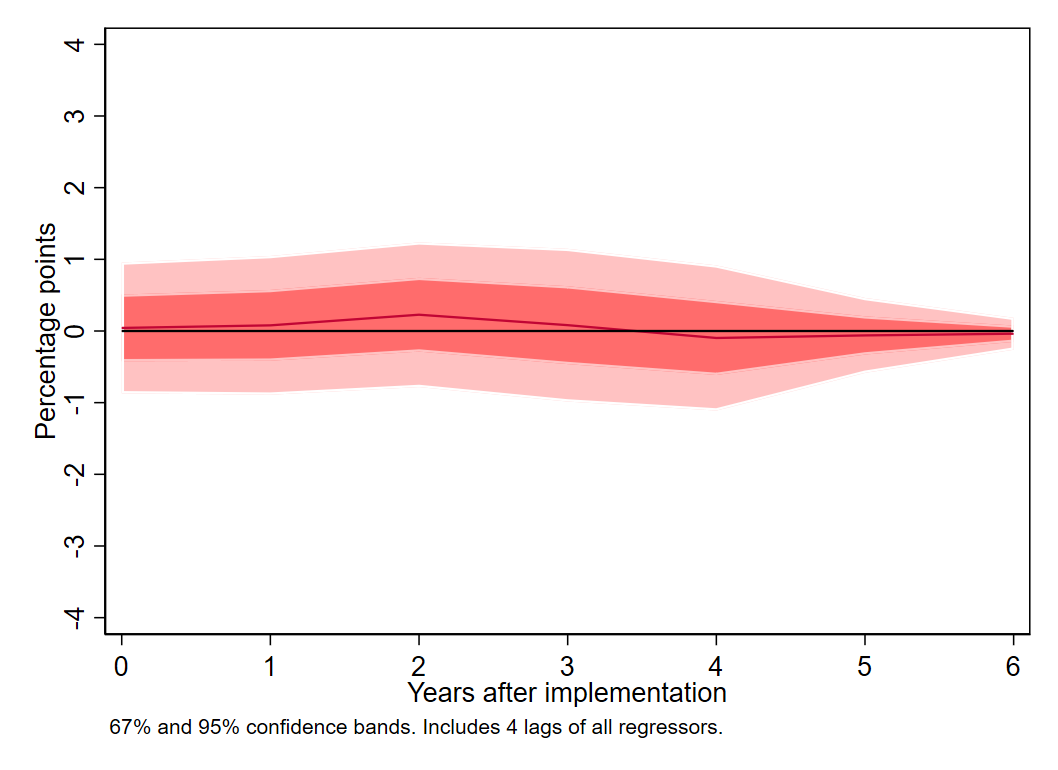 4
3
2
1
0
-1
-2
-3
-4
Percentage points
0 1 2 3 4 5 6
Years after implementation
67% and 95% confidence bands. Includes 4 lags of all regressors.